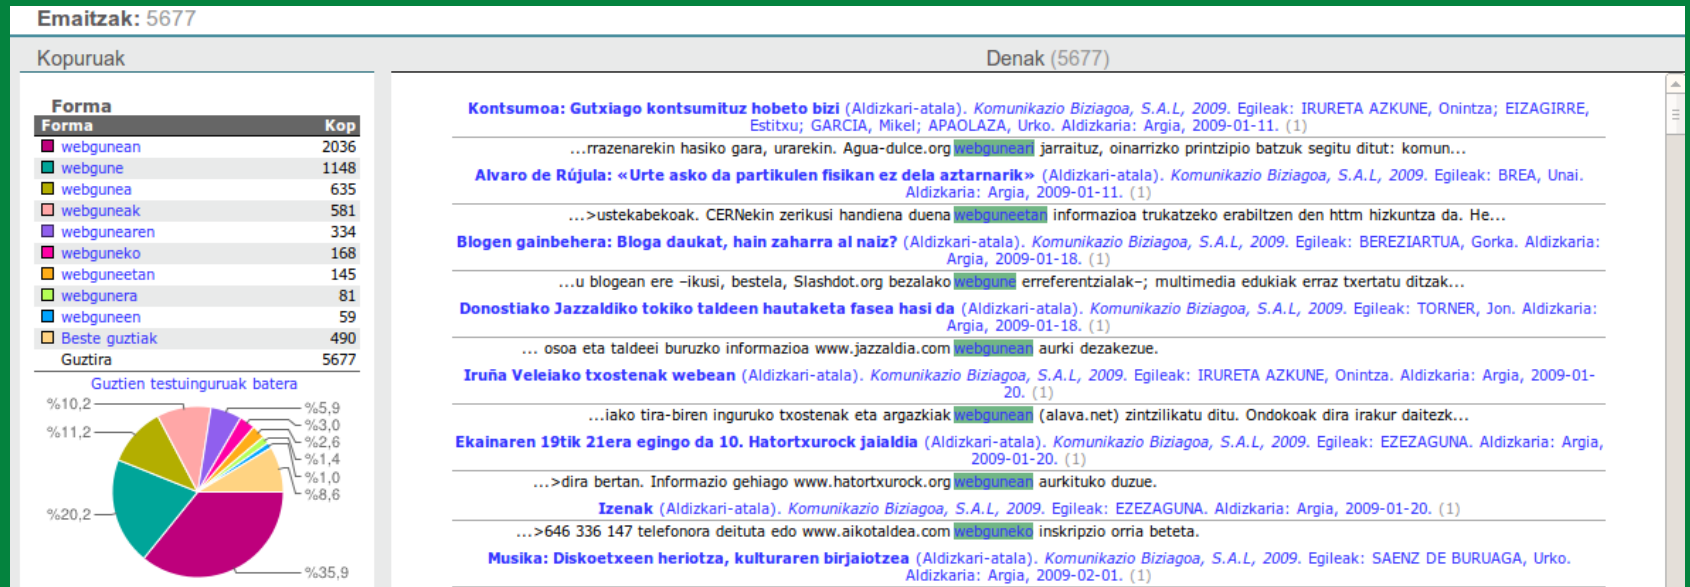 Emaitzak: 5677
Kopuruak
Forma
Forma Kop
webgunean 2036
webgune 1148
webgunea 635
webguneak 581
webgunearen 334
webguneko 168
webguneetan 145
webgunera 81
webguneen 59
Beste guztiak 490
Guztira 5677
Guztien testuinguruak batera
%10,2
%11,2
%20,2
%5,9
%3,0
%2,6
%1,4
%1,0
%8,6
%35,9
Denak (5677)
Kontsumoa: Gutxiago kontsumituz hobeto bizi (Aldizkari-atala). Komunikazio Biziagoa, S.A.L, 2009. Egileak: IRURETA AZKUNE, Onintza; EIZAGIRRE,
Estitxu; GARCIA, Mikel; APAOLAZA, Urko. Aldizkaria: Argia, 2009-01-11. (1)
...rrazenarekin hasiko gara, urarekin. Agua-dulce.org webguneari jarraituz, oinarrizko printzipio batzuk segitu ditut: komun...
Alvaro de Rújula: «Urte asko da partikulen fisikan ez dela aztarnarik» (Aldizkari-atala). Komunikazio Biziagoa, S.A.L, 2009. Egileak: BREA, Unai.
Aldizkaria: Argia, 2009-01-11. (1)
...>ustekabekoak. CERNekin zerikusi handiena duena webguneetan informazioa trukatzeko erabiltzen den httm hizkuntza da. He...
Blogen gainbehera: Bloga daukat, hain zaharra al naiz? (Aldizkari-atala). Komunikazio Biziagoa, S.A.L, 2009. Egileak: BEREZIARTUA, Gorka. Aldizkaria:
Argia, 2009-01-18. (1)
...u blogean ere –ikusi, bestela, Slashdot.org bezalako webgune erreferentzialak–; multimedia edukiak erraz txertatu ditzak...
Donostiako Jazzaldiko tokiko taldeen hautaketa fasea hasi da (Aldizkari-atala). Komunikazio Biziagoa, S.A.L, 2009. Egileak: TORNER, Jon. Aldizkaria:
Argia, 2009-01-18. (1)
... osoa eta taldeei buruzko informazioa www.jazzaldia.com webgunean aurki dezakezue.
Iruña Veleiako txostenak webean (Aldizkari-atala). Komunikazio Biziagoa, S.A.L, 2009. Egileak: IRURETA AZKUNE, Onintza. Aldizkaria: Argia, 2009-01-
20. (1)
...iako tira-biren inguruko txostenak eta argazkiak webgunean (alava.net) zintzilikatu ditu. Ondokoak dira irakur daitezk...
Ekainaren 19tik 21era egingo da 10. Hatortxurock jaialdia (Aldizkari-atala). Komunikazio Biziagoa, S.A.L, 2009. Egileak: EZEZAGUNA. Aldizkaria: Argia,
2009-01-20. (1)
...>dira bertan. Informazio gehiago www.hatortxurock.org webgunean aurkituko duzue.
Izenak (Aldizkari-atala). Komunikazio Biziagoa, S.A.L, 2009. Egileak: EZEZAGUNA. Aldizkaria: Argia, 2009-01-20. (1)
...>646 336 147 telefonora deituta edo www.aikotaldea.com webguneko inskripzio orria beteta.
Musika: Diskoetxeen heriotza, kulturaren birjaiotzea (Aldizkari-atala). Komunikazio Biziagoa, S.A.L, 2009. Egileak: SAENZ DE BURUAGA, Urko.
Aldizkaria: Argia, 2009-02-01. (1)